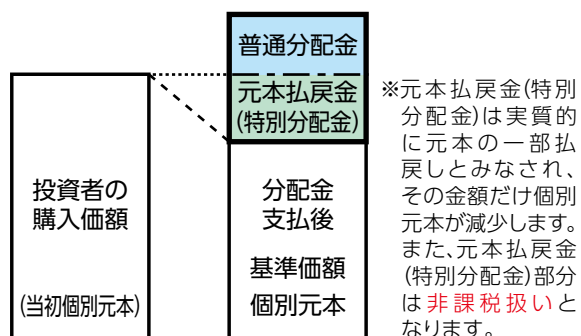 普通分配金
元本払戻金
(特別分配金)
投資者の
購入価額
(当初個別元本)
分配金
支払後
基準価額
個別元本
※元本払戻金(特別
分配金)は実質的
に元本の一部払
戻しとみなされ、
その金額だけ個別
元本が減少します。
また、元本払戻金
(特別分配金)部分
は非課税扱いと
なります。